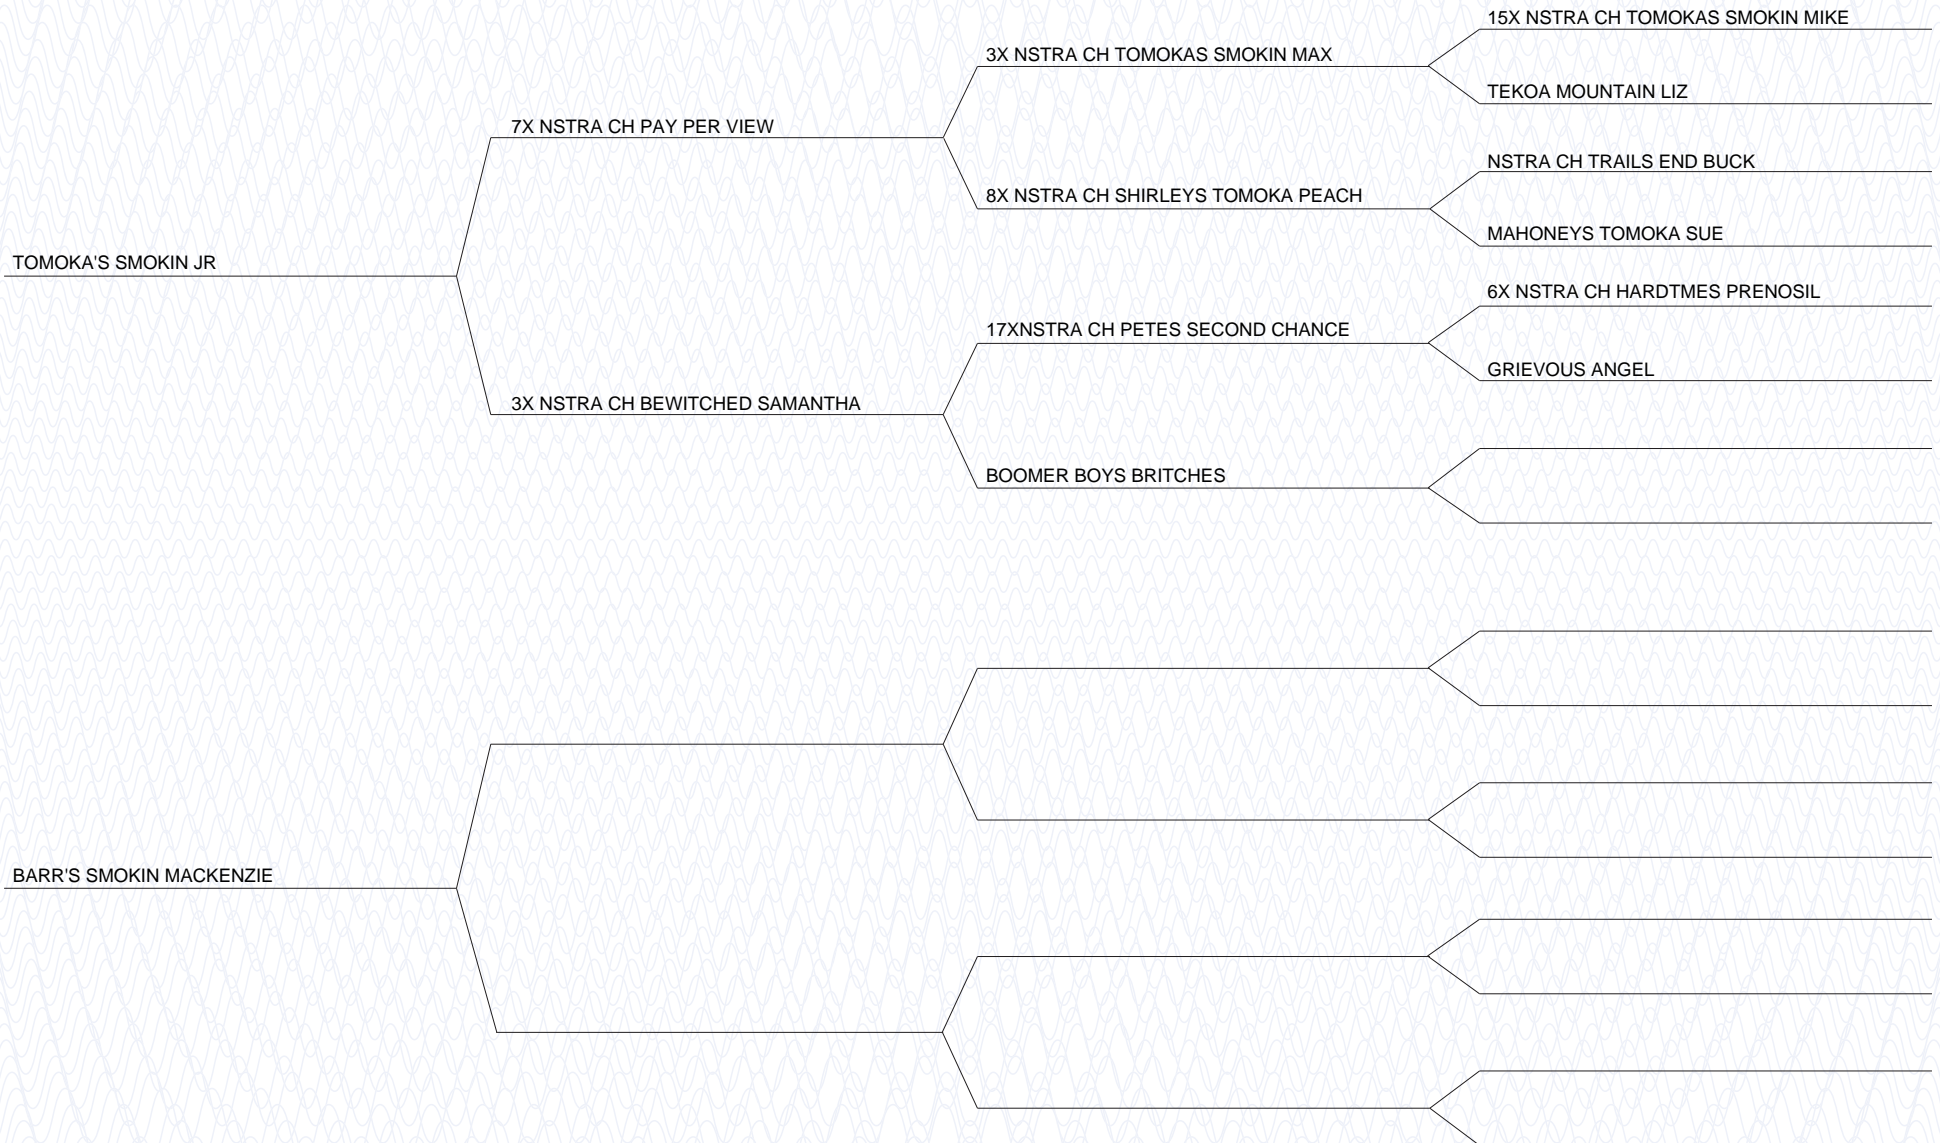 15X NSTRA CH TOMOKAS SMOKIN MIKE
3X NSTRA CH TOMOKAS SMOKIN MAX
TEKOA MOUNTAIN LIZ
7X NSTRA CH PAY PER VIEW
NSTRA CH TRAILS END BUCK
8X NSTRA CH SHIRLEYS TOMOKA PEACH
MAHONEYS TOMOKA SUE
TOMOKA'S SMOKIN JR
6X NSTRA CH HARDTMES PRENOSIL
17XNSTRA CH PETES SECOND CHANCE
GRIEVOUS ANGEL
3X NSTRA CH BEWITCHED SAMANTHA
BOOMER BOYS BRITCHES
BARR'S SMOKIN MACKENZIE